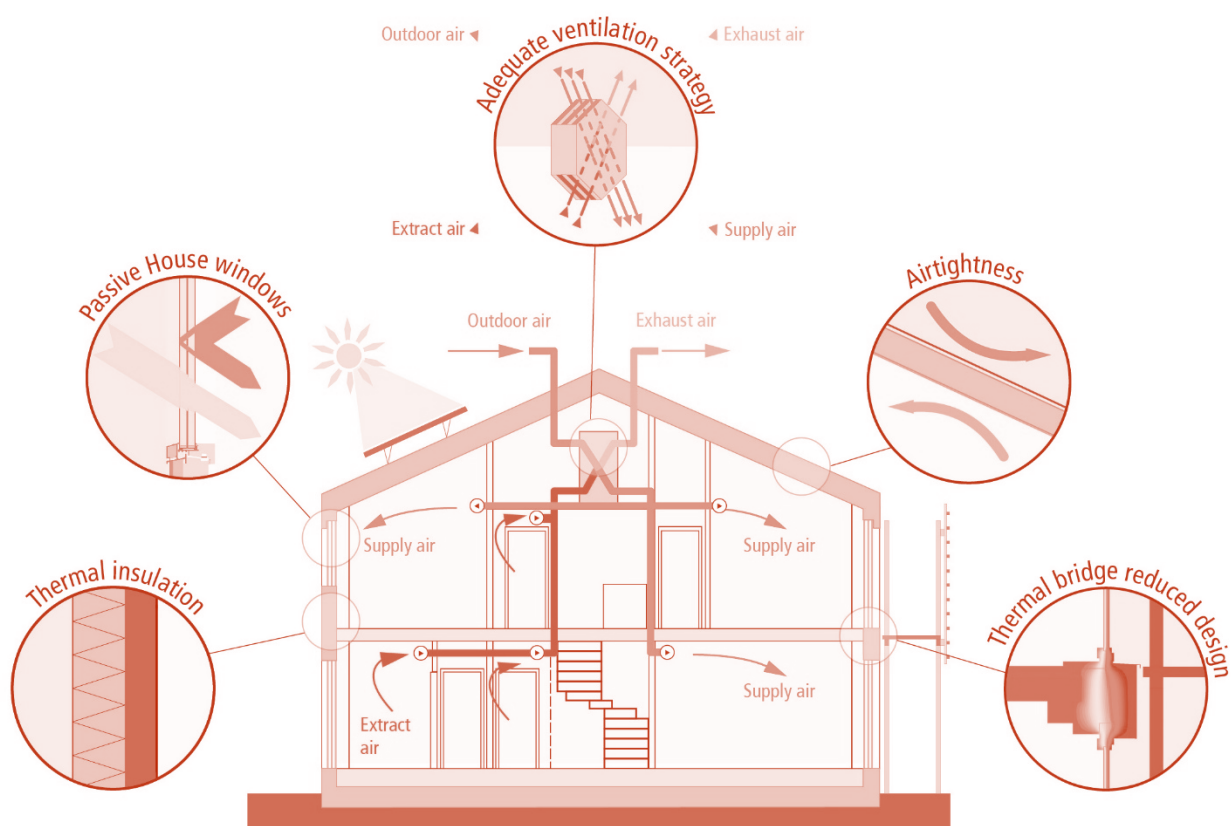 Outdoor air
Exhaust air
Adequate ventilation strategy
Extract air
Supply air
Passive House windows
Airtightness
Outdoor air
Exhaust air
Supply air
Supply air
Thermal insulation
Thermal bridge reduced design
Supply air
Extract
air